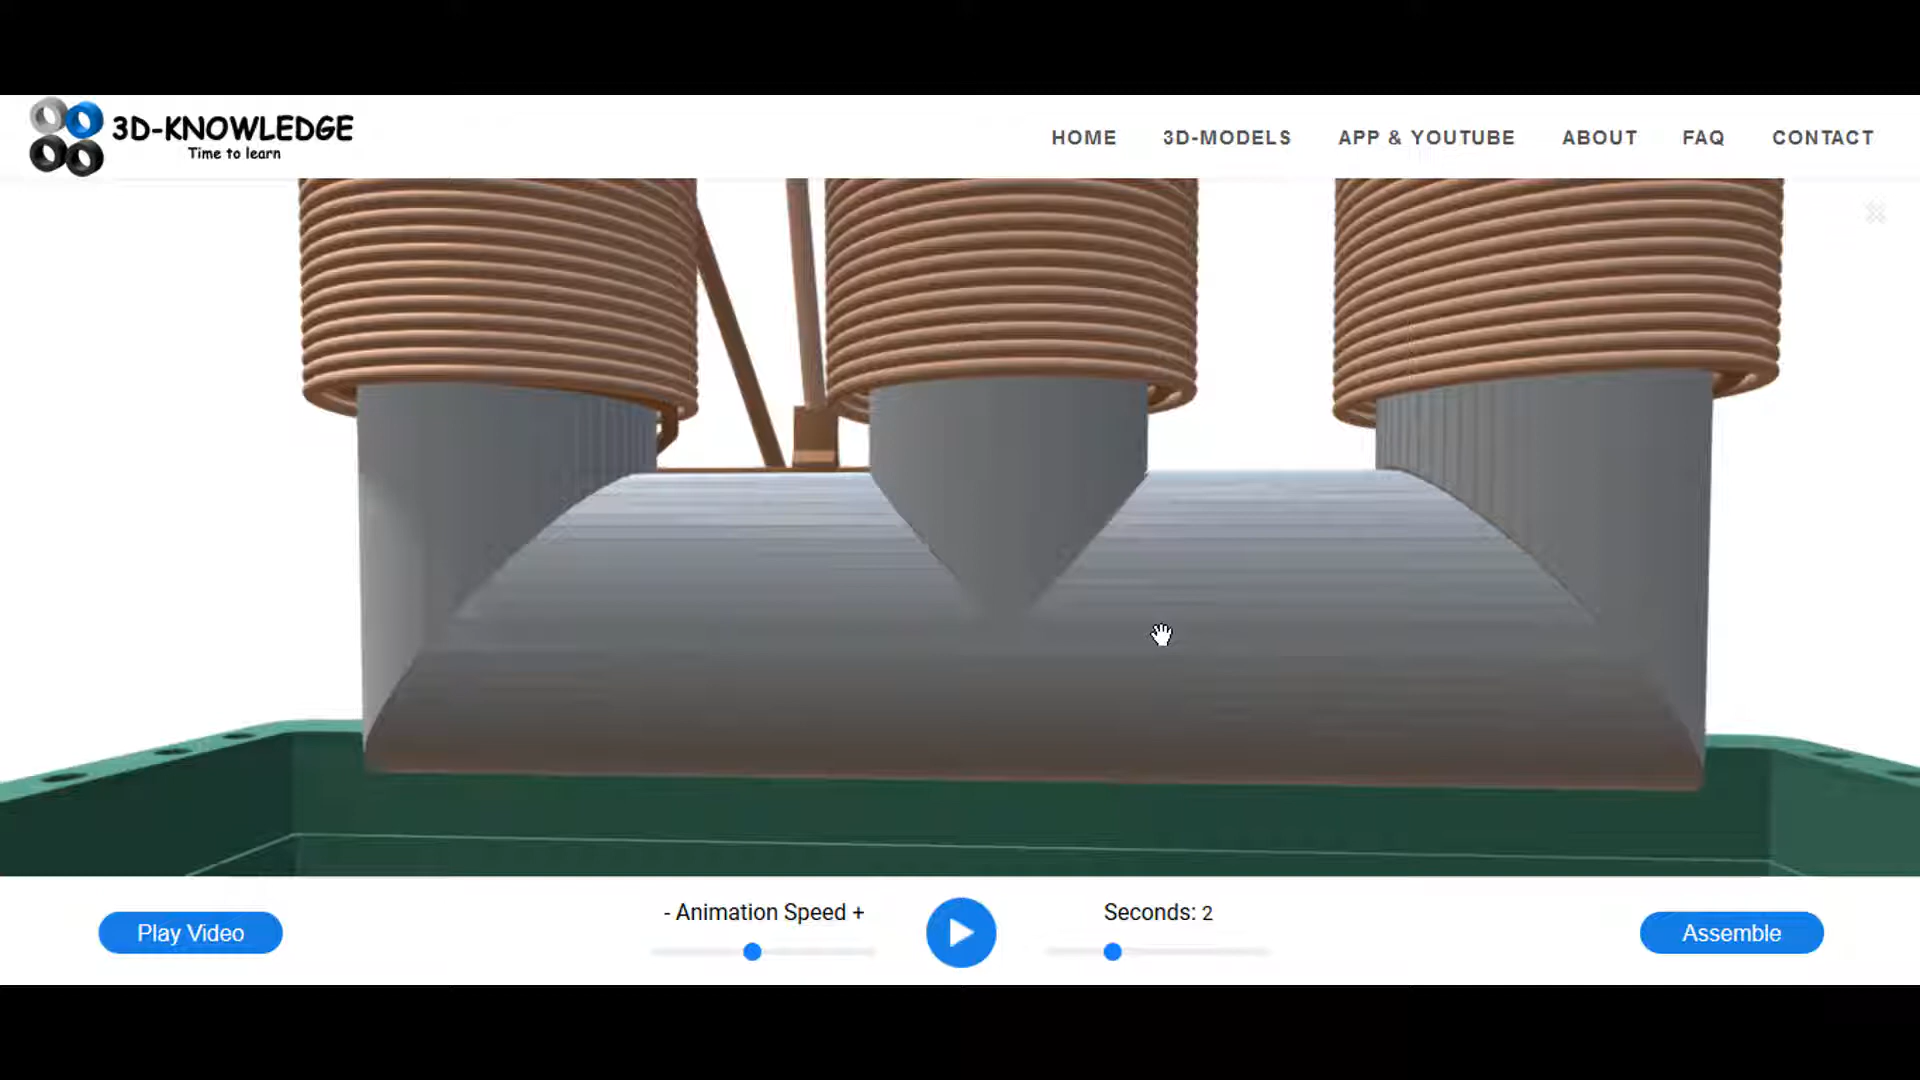 3D-KNOWLEDGE
Time to learn
HOME 3D-MODELS APP & YOUTUBE ABOUT FAQ CONTACT
Play Video
- Animation Speed +
Seconds: 2
Assemble